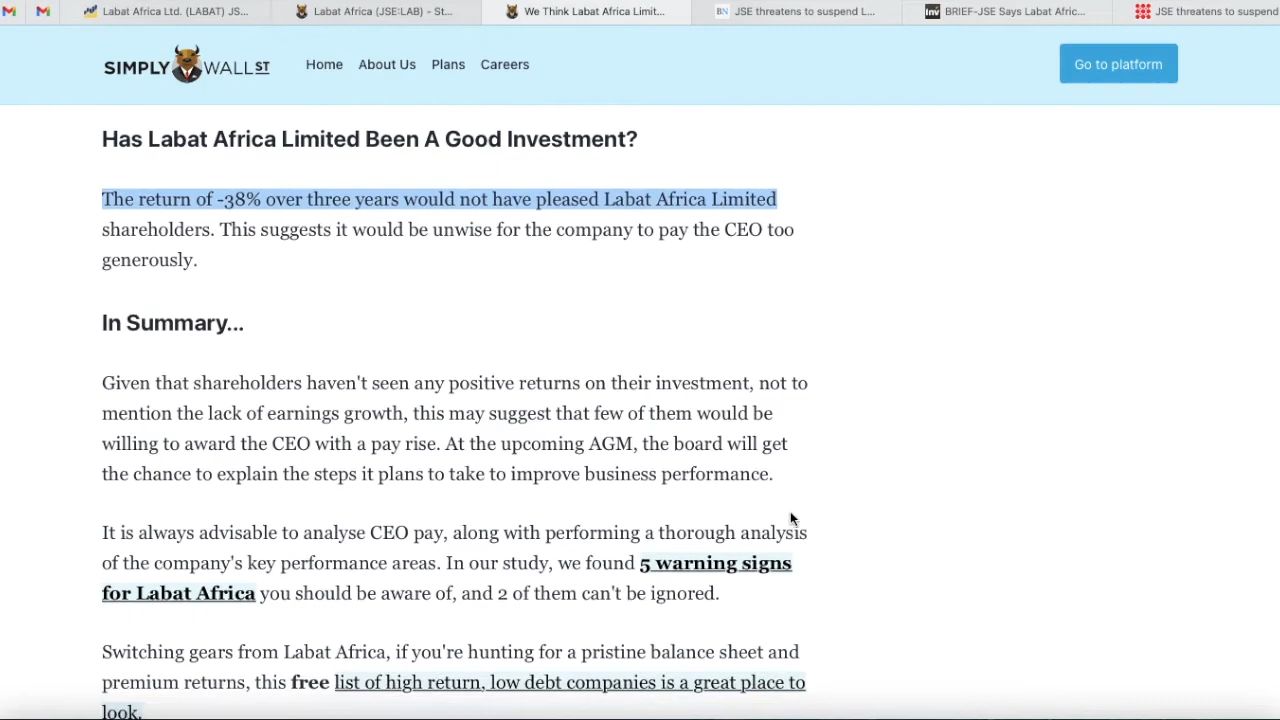 Labat Africa Ltd. (LABAT) JS...
Labat Africa (JSE:LAB) - St...
We Think Labat Africa Limit...
BN JSE threatens to suspend L...
Inv BRIEF-JSE Says Labat Afric...
JSE threatens to suspend
SIMPLY WALL ST
Home About Us Plans Careers
Go to platform
Has Labat Africa Limited Been A Good Investment?
The return of -38% over three years would not have pleased Labat Africa Limited
shareholders. This suggests it would be unwise for the company to pay the CEO too
generously.
In Summary...
Given that shareholders haven't seen any positive returns on their investment, not to
mention the lack of earnings growth, this may suggest that few of them would be
willing to award the CEO with a pay rise. At the upcoming AGM, the board will get
the chance to explain the steps it plans to take to improve business performance.
It is always advisable to analyse CEO pay, along with performing a thorough analysis
of the company's key performance areas. In our study, we found 5 warning signs
for Labat Africa you should be aware of, and 2 of them can't be ignored.
Switching gears from Labat Africa, if you're hunting for a pristine balance sheet and
premium returns, this free list of high return, low debt companies is a great place to
look.